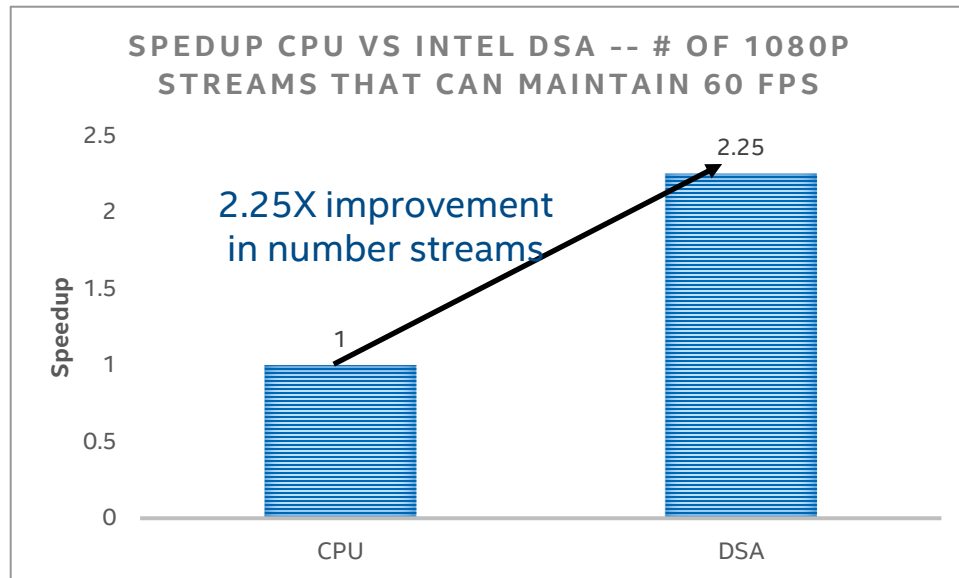 SPEDUP CPU VS INTEL DSA -- # OF 1080P
STREAMS THAT CAN MAINTAIN 60 FPS
2.5
2.25
2.25X improvement
in number streams
2
1.5
1
1
0.5
0
Speedup
CPU
DSA